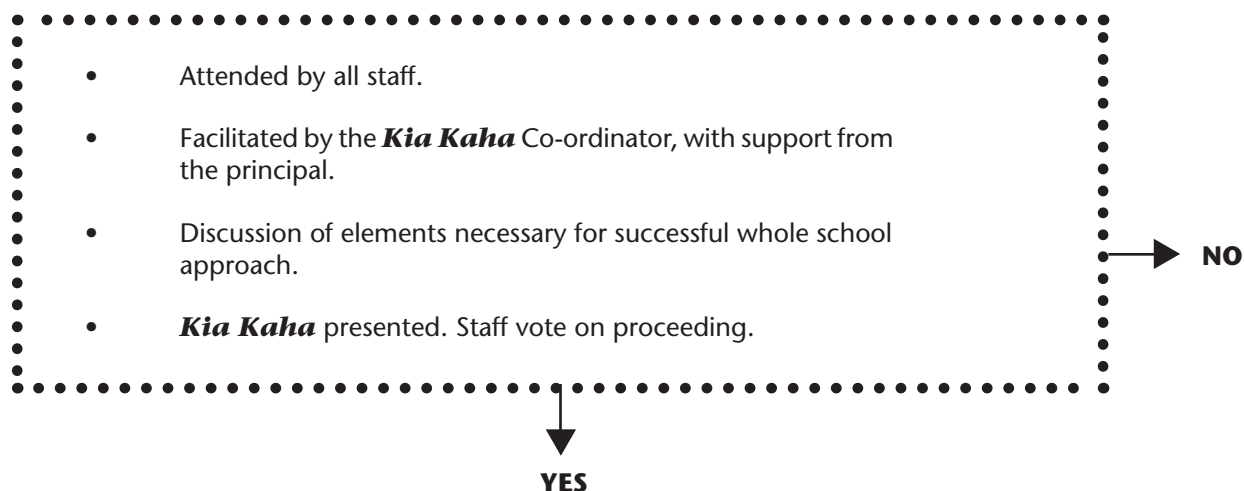 • Attended by all staff.
• Facilitated by the Kia Kaha Co-ordinator, with support from
the principal.
• Discussion of elements necessary for successful whole school
approach.
NO
• Kia Kaha presented. Staff vote on proceeding.
YES